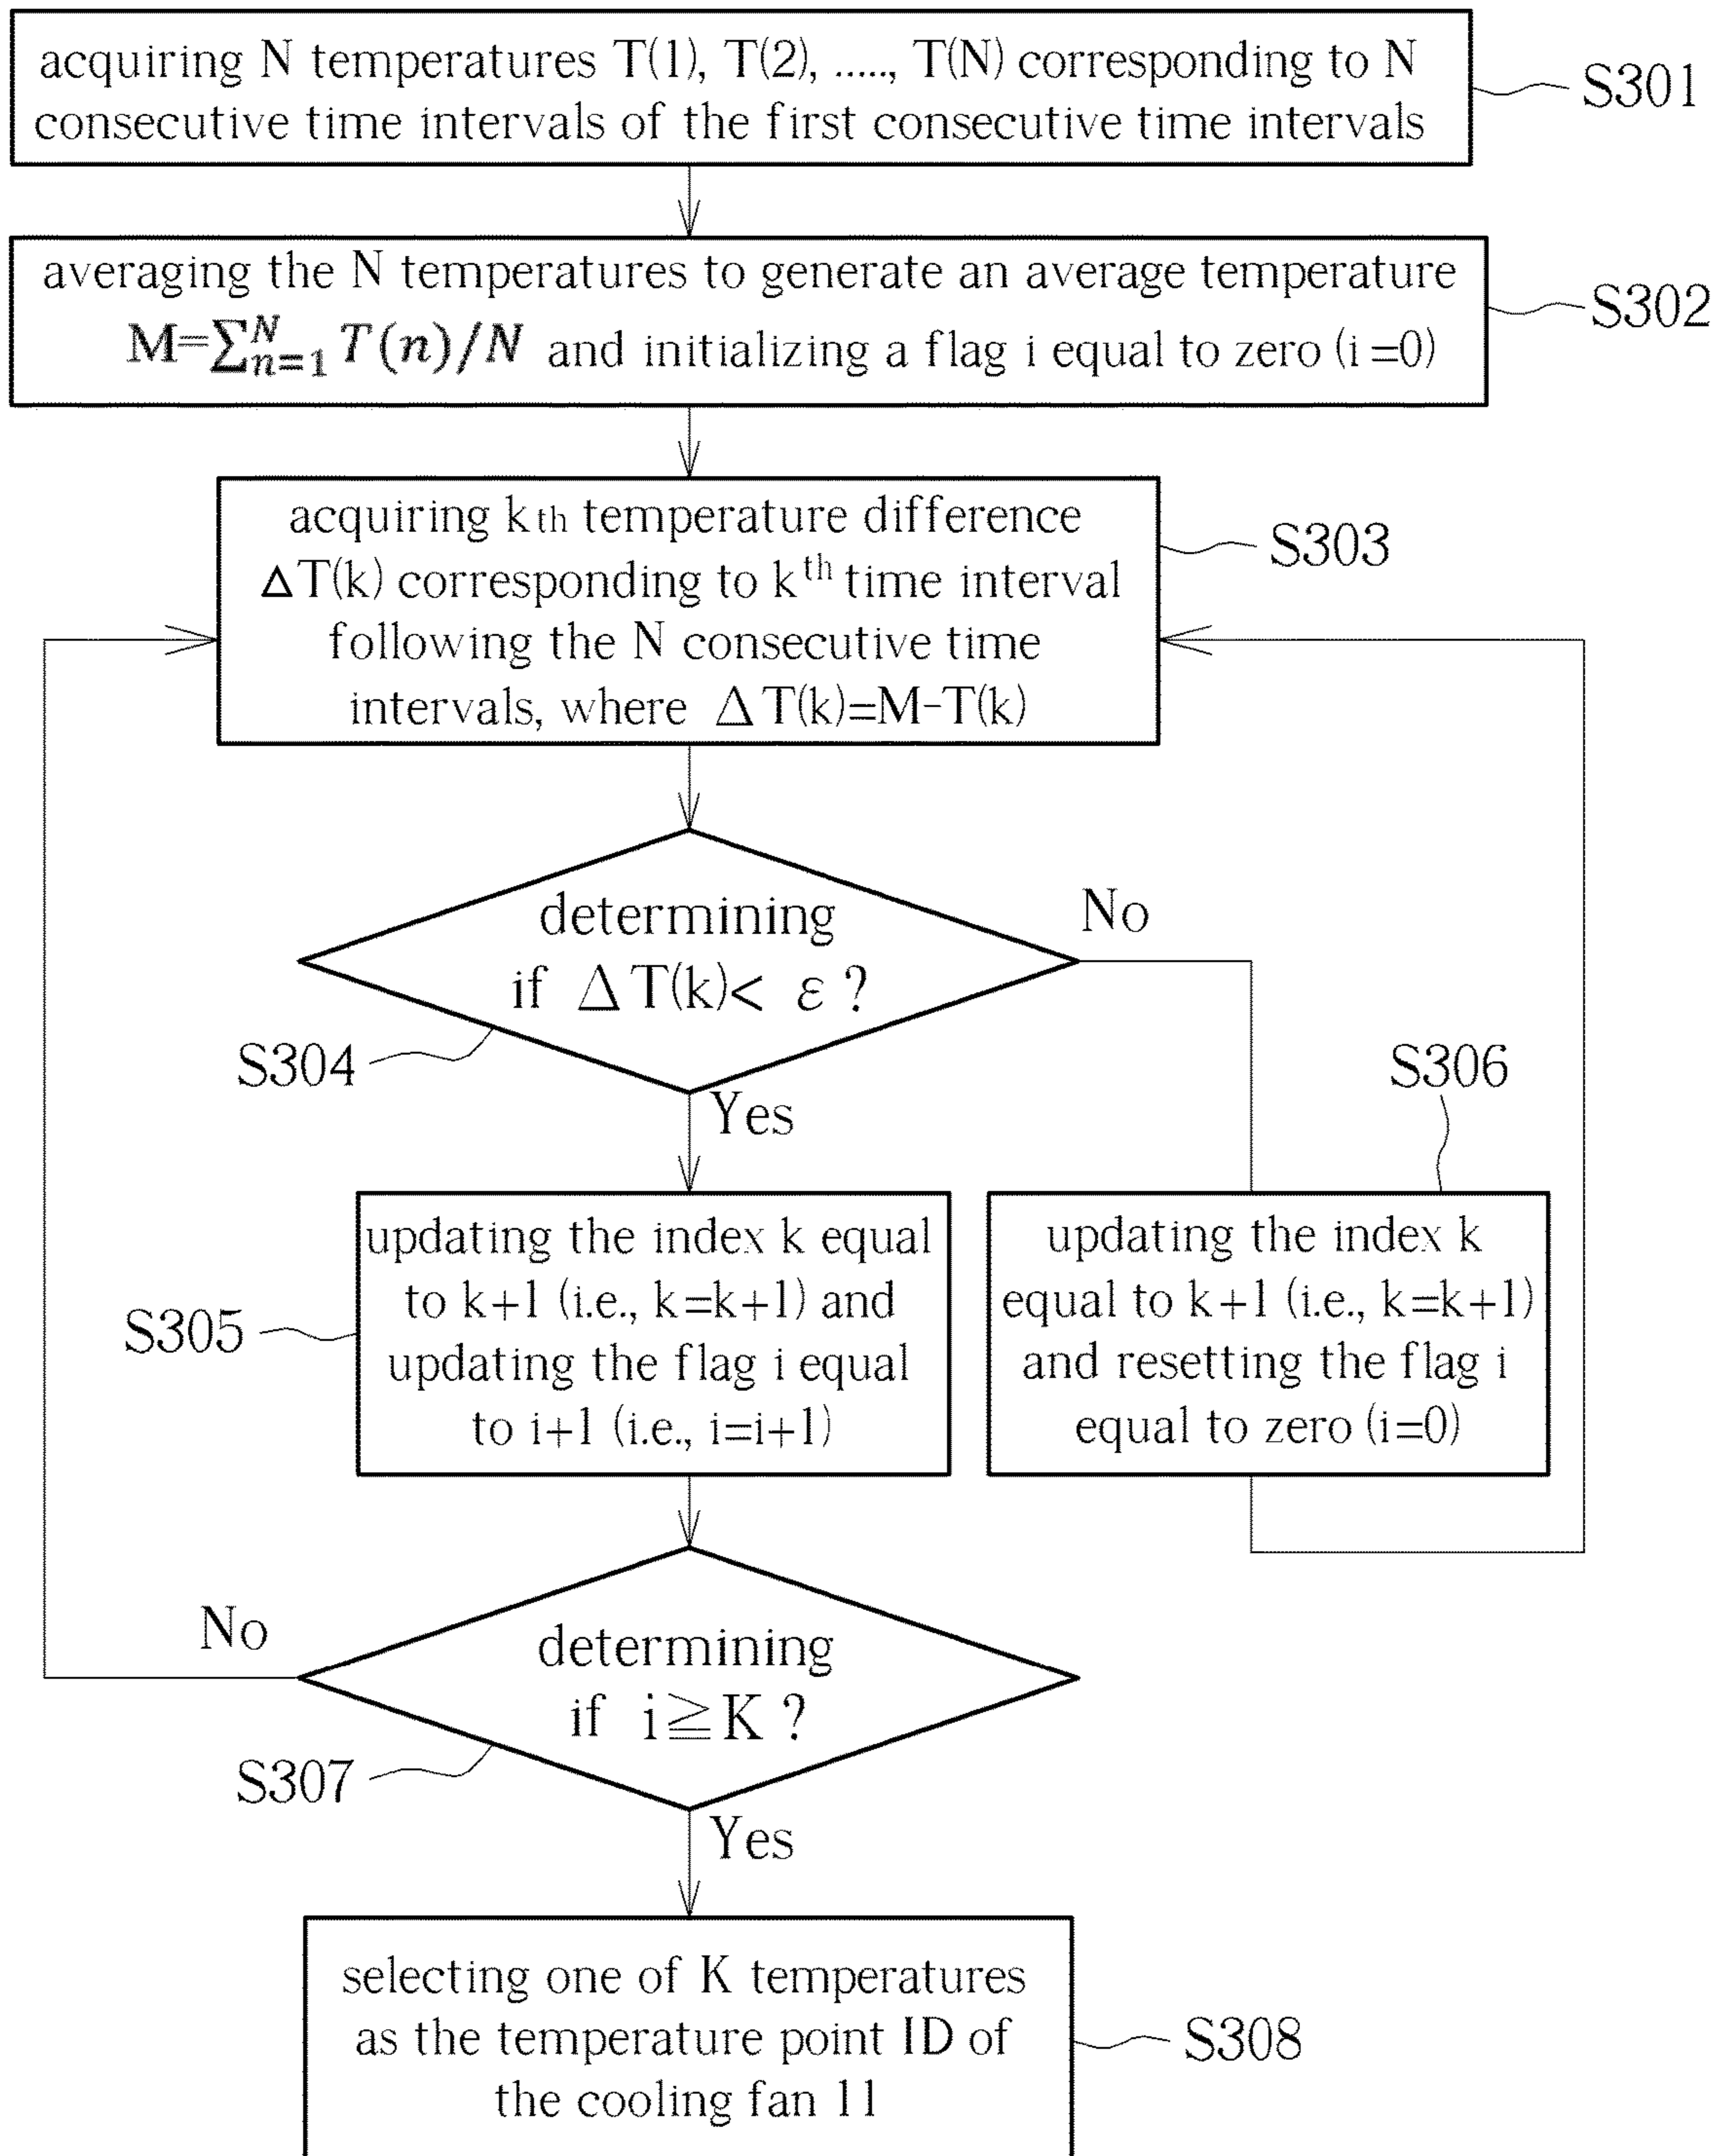 acquiring N temperatures T(1), T(2), ....., T(N) corresponding to N
consecutive time intervals of the first consecutive time intervals
S301
averaging the N temperatures to generate an average temperature
M=∑ₙ₌₁ᴺ T(n)/N and initializing a flag i equal to zero (i=0)
S302
acquiring kth temperature difference
ΔT(k) corresponding to kᵗʰ time interval
following the N consecutive time
intervals, where ΔT(k)=M-T(k)
S303
determining
if ΔT(k)< ε ?
No
S304
Yes
S306
updating the index k equal
to k+1 (i.e., k=k+1) and
updating the flag i equal
to i+1 (i.e., i=i+1)
S305
updating the index k
equal to k+1 (i.e., k=k+1)
and resetting the flag i
equal to zero (i=0)
No
determining
if i≧K ?
S307
Yes
selecting one of K temperatures
as the temperature point ID of
the cooling fan 11
S308